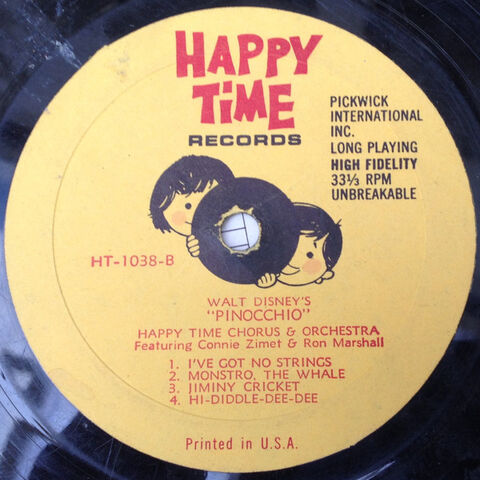 HAPPY
TiME
RECORDS
PICKWICK
INTERNATIONAL
INC.
LONG PLAYING
HIGH FIDELITY
33⅓ RPM
UNBREAKABLE
HT-1038-B
WALT DISNEY'S
"PINOCCHIO"
HAPPY TIME CHORUS & ORCHESTRA
Featuring Connie Zimet & Ron Marshall
1. I'VE GOT NO STRINGS
2. MONSTRO, THE WHALE
3. JIMINY CRICKET
4. HI-DIDDLE-DEE-DEE
Printed in U.S.A.